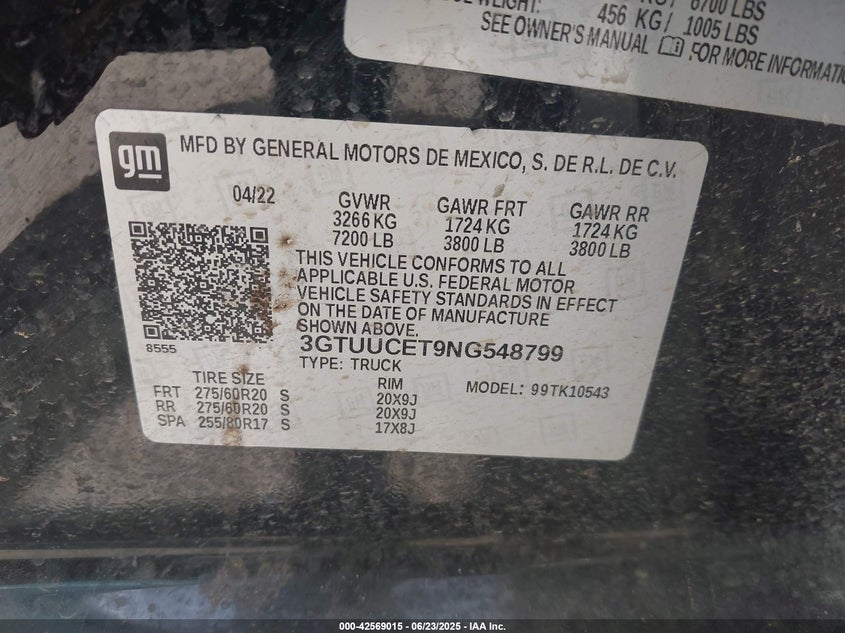 6700 LBS
456 KG / 1005 LBS
SEE OWNER'S MANUAL FOR MORE INFORMATIO
gm
MFD BY GENERAL MOTORS DE MEXICO, S. DE R.L. DE C.V.
04/22
GVWR
3266 KG
7200 LB
GAWR FRT
1724 KG
3800 LB
GAWR RR
1724 KG
3800 LB
THIS VEHICLE CONFORMS TO ALL
APPLICABLE U.S. FEDERAL MOTOR
VEHICLE SAFETY STANDARDS IN EFFECT
ON THE DATE OF MANUFACTURE
SHOWN ABOVE.
8555
3GTUUCET9NG548799
TYPE: TRUCK
TIRE SIZE
RIM
MODEL: 99TK10543
FRT 275/60R20 S 20X9J
RR 275/60R20 S 20X9J
SPA 255/80R17 S 17X8J
000-42569015 - 06/23/2025 - IAA Inc.